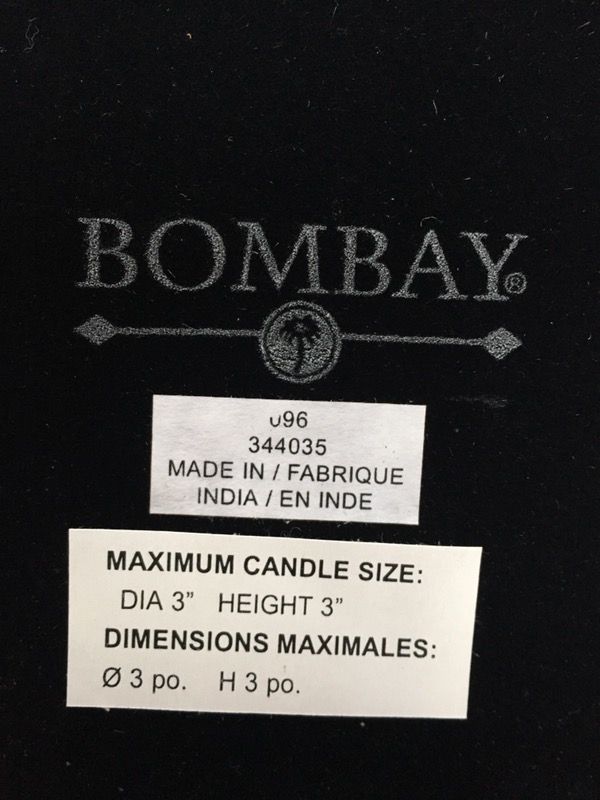 BOMBAY®
096
344035
MADE IN / FABRIQUE
INDIA / EN INDE
MAXIMUM CANDLE SIZE:
DIA 3" HEIGHT 3"
DIMENSIONS MAXIMALES:
Ø 3 po. H 3 po.